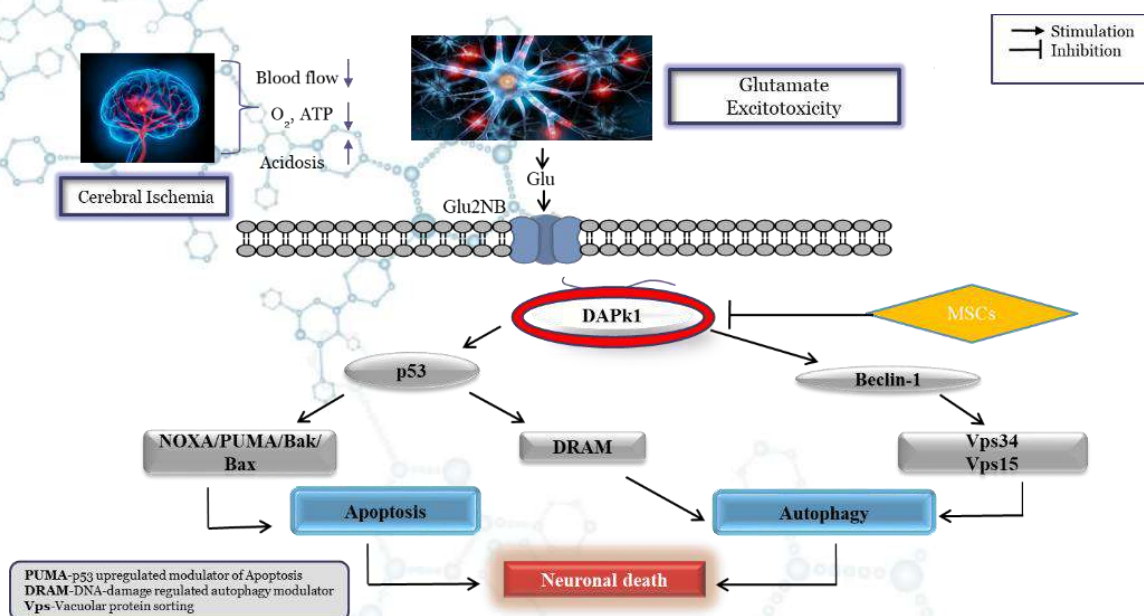 Stimulation
Inhibition
Blood flow
O2, ATP
Acidosis
Cerebral Ischemia
Glutamate
Excitotoxicity
Glu
Glu2NB
DAPk1
MSCs
p53
Beclin-1
NOXA/PUMA/Bak/
Bax
DRAM
Vps34
Vps15
Apoptosis
Autophagy
Neuronal death
PUMA-p53 upregulated modulator of Apoptosis
DRAM-DNA-damage regulated autophagy modulator
Vps-Vacuolar protein sorting